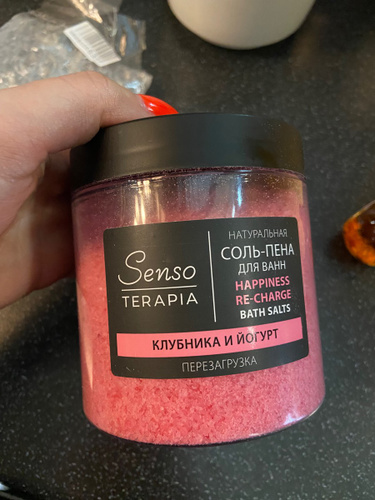 Senso
TERAPIA
НАТУРАЛЬНАЯ
СОЛЬ-ПЕНА
ДЛЯ ВАНН
HAPPINESS
RE-CHARGE
BATH SALTS
КЛУБНИКА И ЙОГУРТ
ПЕРЕЗАГРУЗКА